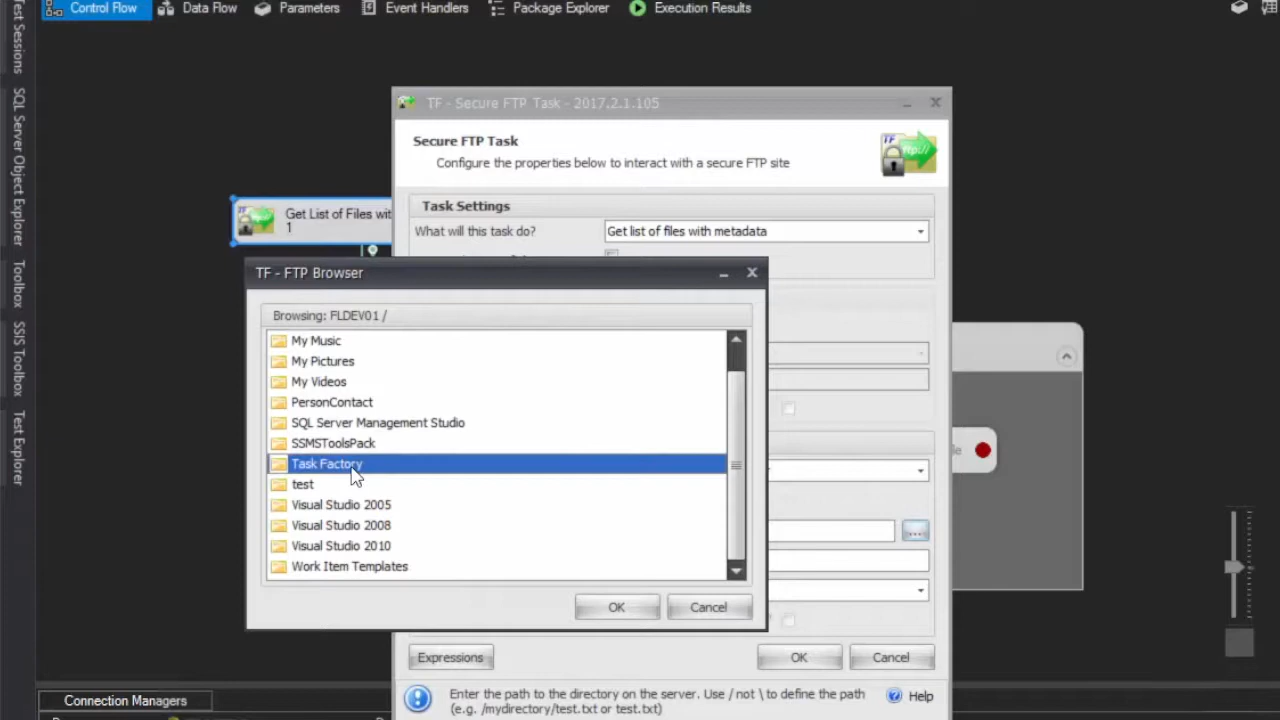 Control Flow
Data Flow
Parameters
Event Handlers
Package Explorer
Execution Results
Test Sessions
SQL Server Object Explorer
Toolbox
SSIS Toolbox
Test Explorer
TF - Secure FTP Task - 2017.2.1.105
Secure FTP Task
Configure the properties below to interact with a secure FTP site
TF
ftp://
Task Settings
What will this task do?
Get list of files with metadata
Get List of Files wit
1
TF - FTP Browser
Browsing: FLDEV01 /
My Music
My Pictures
My Videos
PersonContact
SQL Server Management Studio
SSMSToolsPack
Task Factory
test
Visual Studio 2005
Visual Studio 2008
Visual Studio 2010
Work Item Templates
OK
Cancel
...
le
Expressions
OK
Cancel
Enter the path to the directory on the server. Use / not \ to define the path
(e.g. /mydirectory/test.txt or test.txt)
Help
Connection Managers